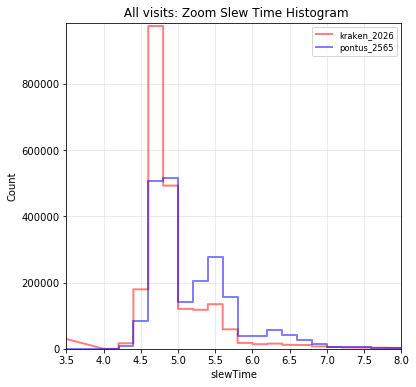 All visits: Zoom Slew Time Histogram
kraken_2026
pontus_2565
Count
800000
600000
400000
200000
0
3.5 4.0 4.5 5.0 5.5 6.0 6.5 7.0 7.5 8.0
slewTime